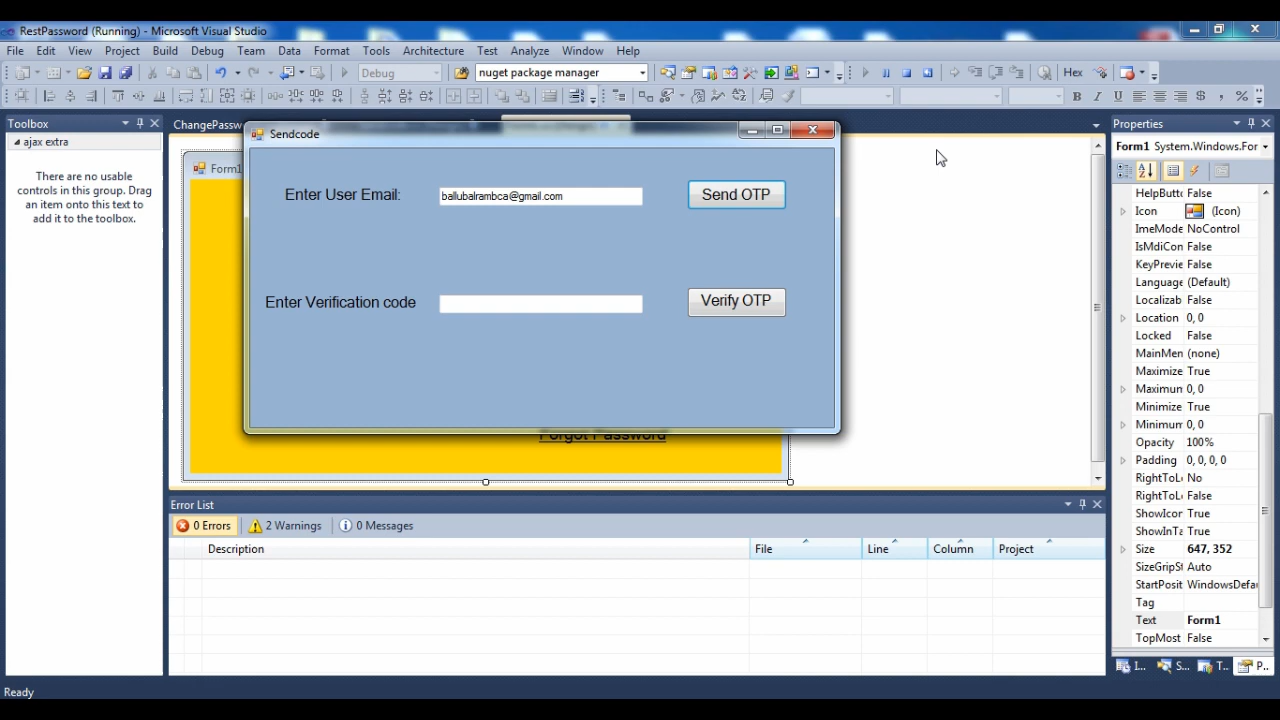 RestPassword (Running) - Microsoft Visual Studio
File Edit View Project Build Debug Team Data Format Tools Architecture Test Analyze Window Help
Debug nuget package manager Hex
B I U A $ , %
Toolbox
ajax extra
There are no usable
controls in this group. Drag
an item onto this text to
add it to the toolbox.
ChangePassw
Form1
Sendcode
Enter User Email: ballubalrambca@gmail.com Send OTP
Enter Verification code Verify OTP
Forgot Password
Error List
0 Errors 2 Warnings 0 Messages
Description File Line Column Project
Properties
Form1 System.Windows.For
HelpButt False
Icon (Icon)
ImeMode NoControl
IsMdiCon False
KeyPrevie False
Language (Default)
Localizab False
Location 0, 0
Locked False
MainMen (none)
Maximize True
Maximun 0, 0
Minimize True
Minimum 0, 0
Opacity 100%
Padding 0, 0, 0, 0
RightToL No
RightToL False
ShowIcor True
ShowInTa True
Size 647, 352
SizeGripSt Auto
StartPosit WindowsDefau
Tag
Text Form1
TopMost False
I... S... T... P...
Ready